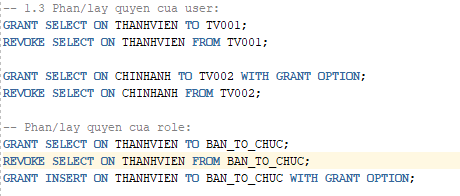 -- 1.3 Phan/lay quyen cua user:
GRANT SELECT ON THANHVIEN TO TV001;
REVOKE SELECT ON THANHVIEN FROM TV001;
GRANT SELECT ON CHINHANH TO TV002 WITH GRANT OPTION;
REVOKE SELECT ON CHINHANH FROM TV002;
-- Phan/lay quyen cua role:
GRANT SELECT ON THANHVIEN TO BAN_TO_CHUC;
REVOKE SELECT ON THANHVIEN FROM BAN_TO_CHUC;
GRANT INSERT ON THANHVIEN TO BAN_TO_CHUC WITH GRANT OPTION;